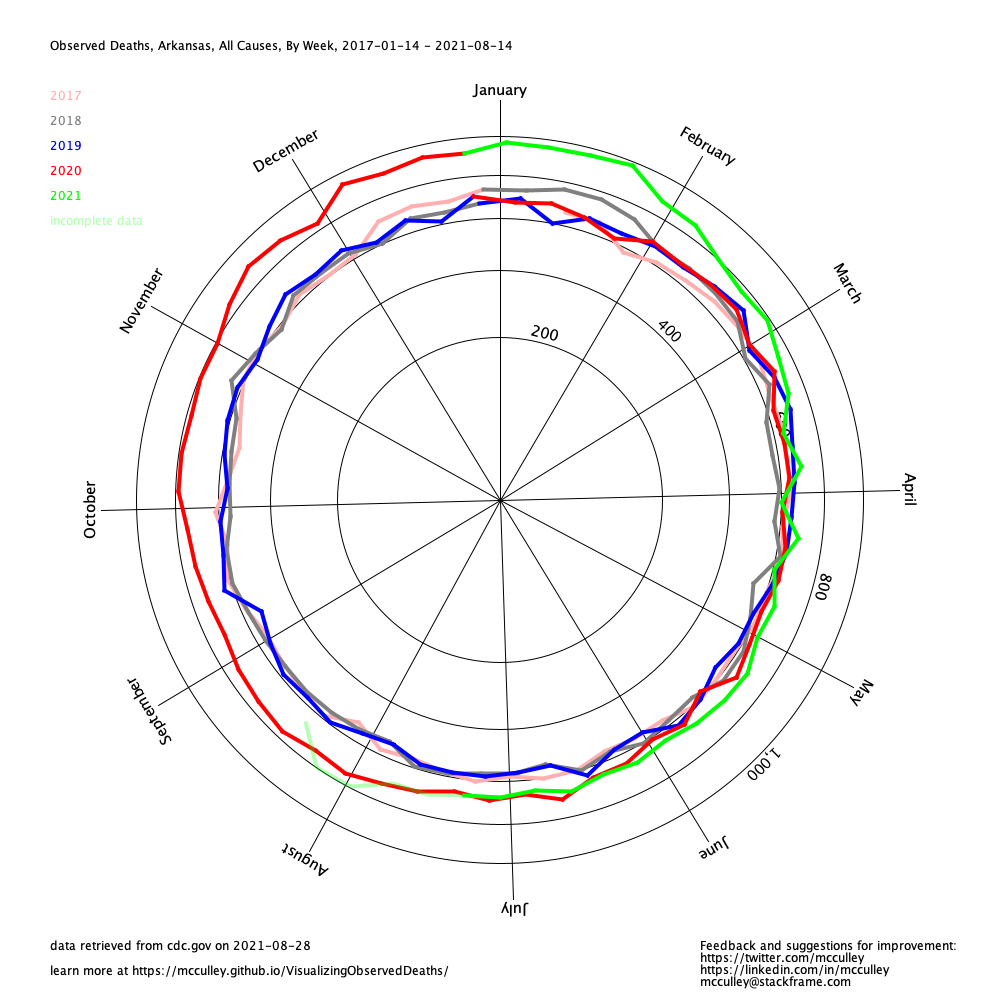 Observed Deaths, Arkansas, All Causes, By Week, 2017-01-14 - 2021-08-14
January
2017
2018
2019
2020
2021
incomplete data
December
February
November
March
200
400
October
April
800
September
May
1,000
August
June
July
data retrieved from cdc.gov on 2021-08-28
learn more at https://mcculley.github.io/VisualizingObservedDeaths/
Feedback and suggestions for improvement:
https://twitter.com/mcculley
https://linkedin.com/in/mcculley
mcculley@stackframe.com